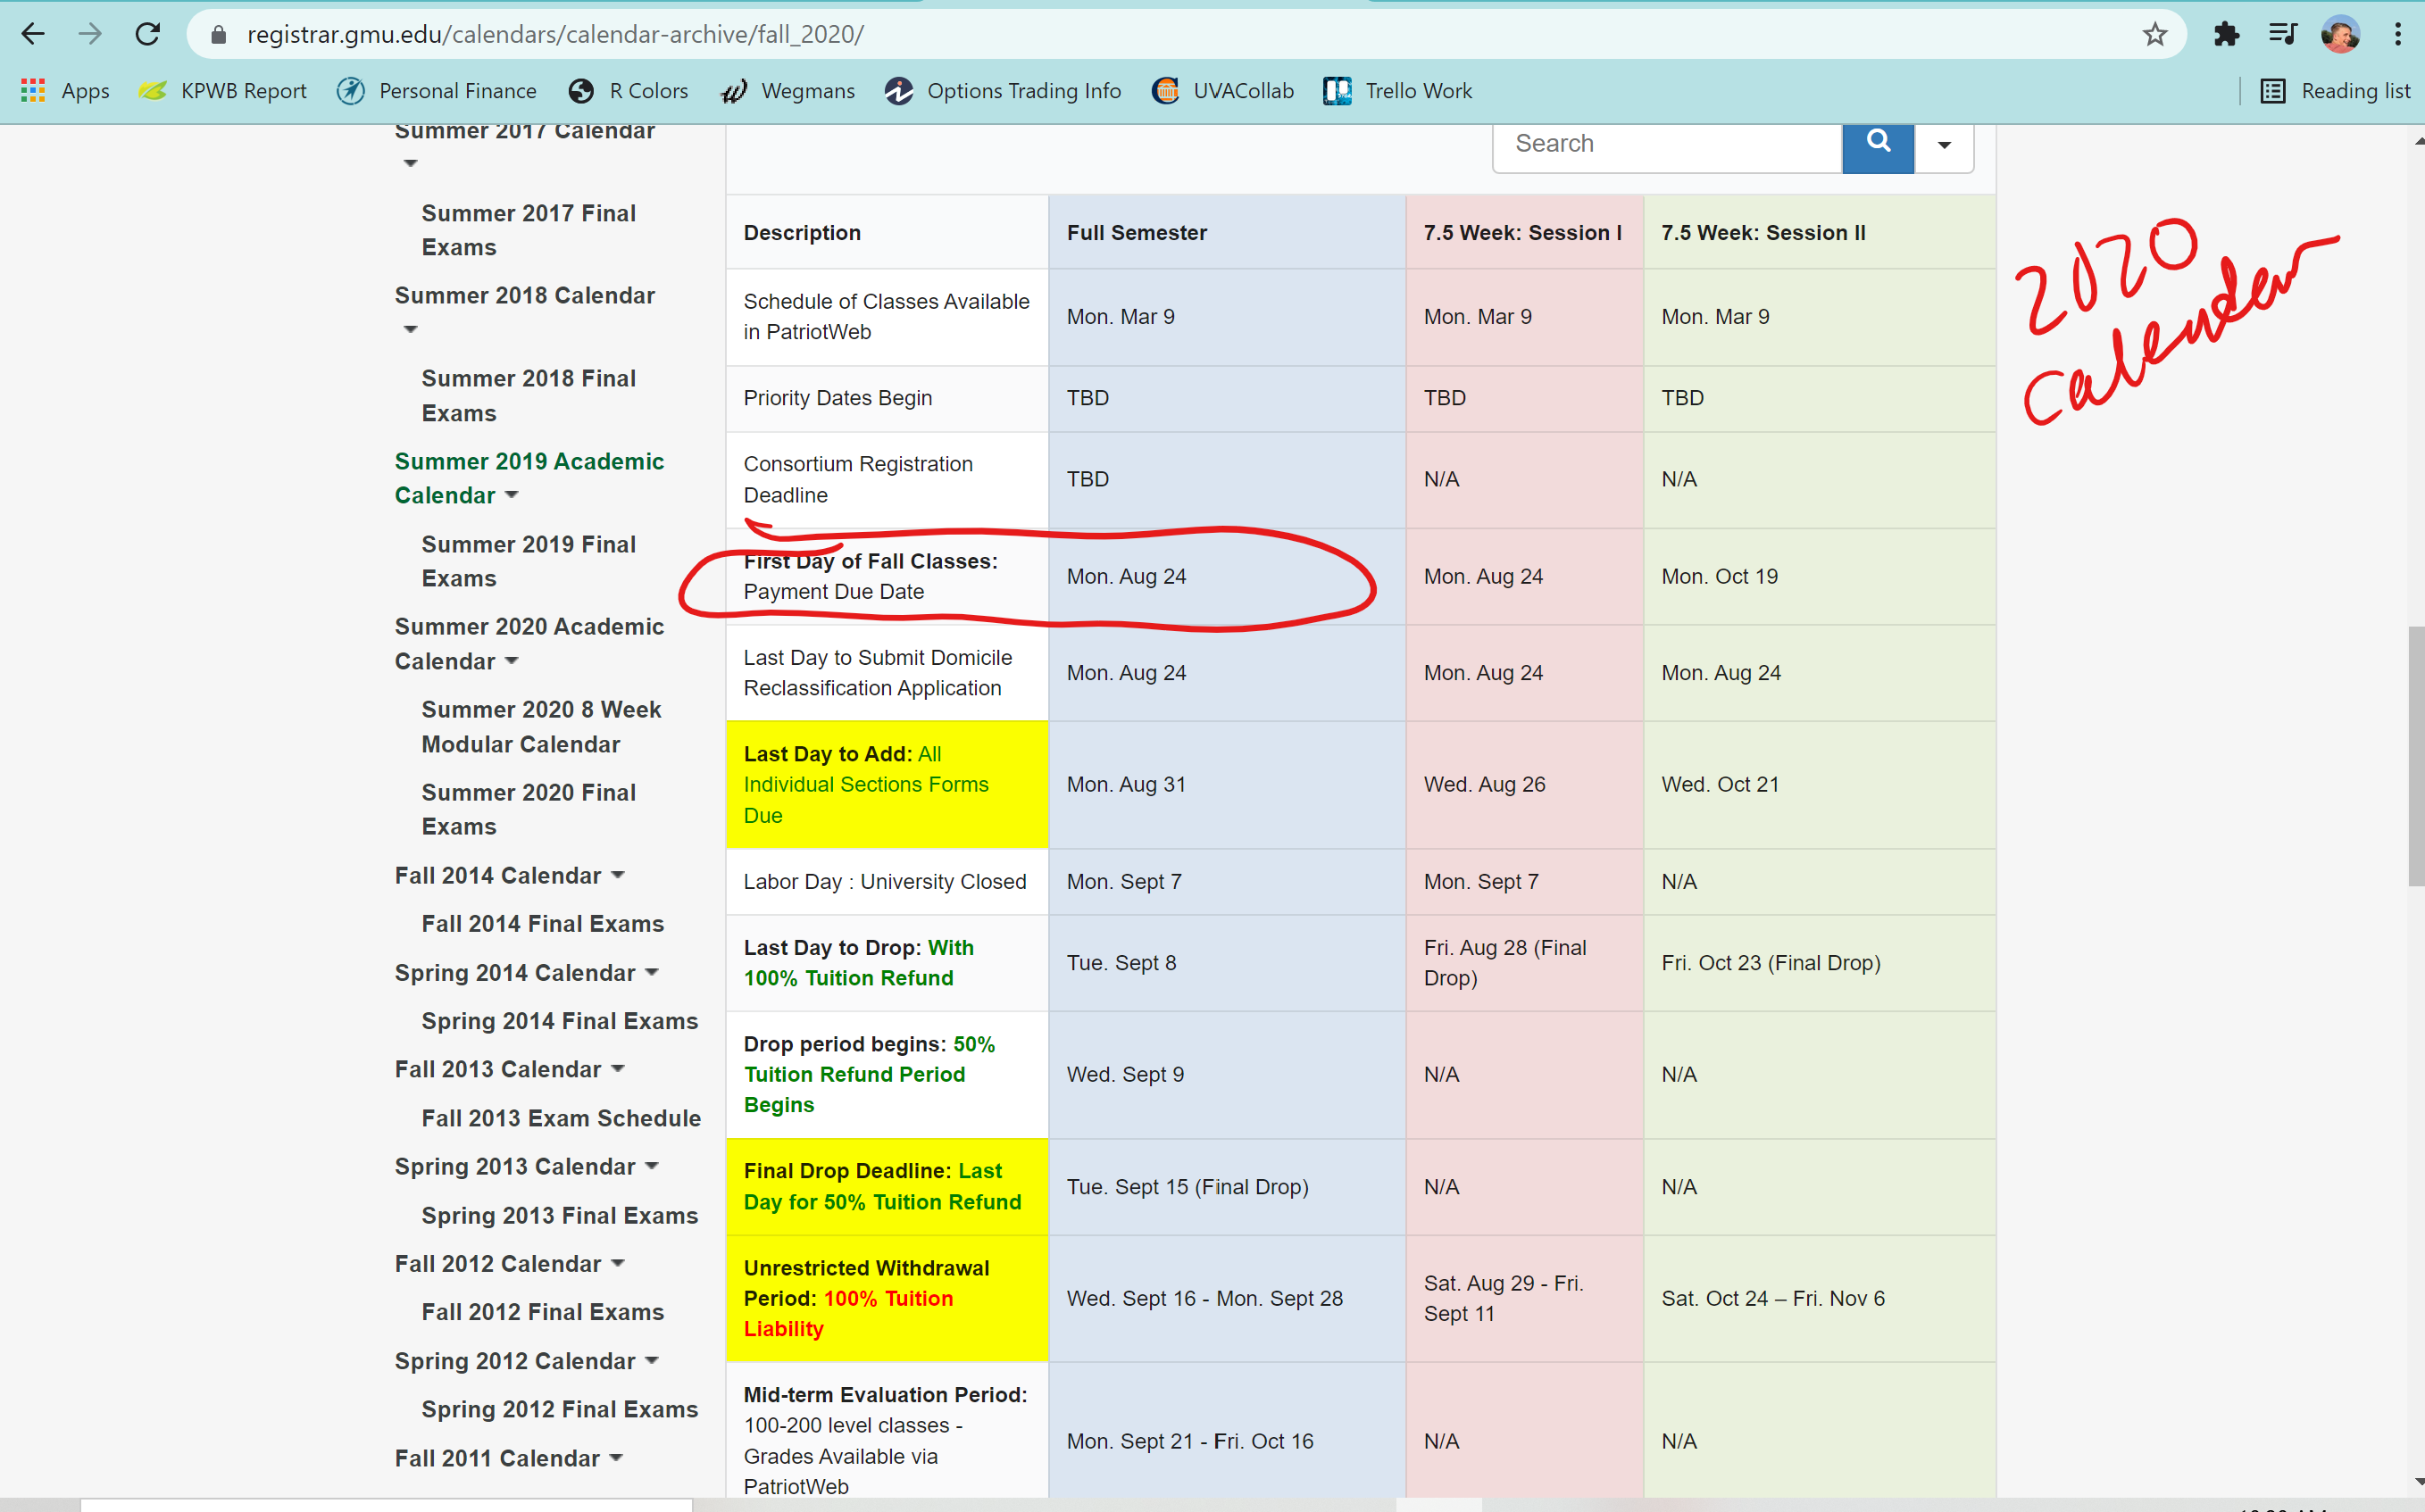 registrar.gmu.edu/calendars/calendar-archive/fall_2020/
Apps KPWB Report Personal Finance R Colors Wegmans Options Trading Info UVACollab Trello Work Reading list
Summer 2017 Calendar
Summer 2017 Final
Exams
Summer 2018 Calendar
Summer 2018 Final
Exams
Summer 2019 Academic
Calendar
Summer 2019 Final
Exams
Summer 2020 Academic
Calendar
Summer 2020 8 Week
Modular Calendar
Summer 2020 Final
Exams
Fall 2014 Calendar
Fall 2014 Final Exams
Spring 2014 Calendar
Spring 2014 Final Exams
Fall 2013 Calendar
Fall 2013 Exam Schedule
Spring 2013 Calendar
Spring 2013 Final Exams
Fall 2012 Calendar
Fall 2012 Final Exams
Spring 2012 Calendar
Spring 2012 Final Exams
Fall 2011 Calendar
Search
Description Full Semester 7.5 Week: Session I 7.5 Week: Session II
Schedule of Classes Available
in PatriotWeb
Mon. Mar 9 Mon. Mar 9 Mon. Mar 9
Priority Dates Begin TBD TBD TBD
Consortium Registration
Deadline
TBD N/A N/A
First Day of Fall Classes:
Payment Due Date
Mon. Aug 24 Mon. Aug 24 Mon. Oct 19
Last Day to Submit Domicile
Reclassification Application
Mon. Aug 24 Mon. Aug 24 Mon. Aug 24
Last Day to Add: All
Individual Sections Forms
Due
Mon. Aug 31 Wed. Aug 26 Wed. Oct 21
Labor Day : University Closed Mon. Sept 7 Mon. Sept 7 N/A
Last Day to Drop: With
100% Tuition Refund
Tue. Sept 8
Fri. Aug 28 (Final
Drop)
Fri. Oct 23 (Final Drop)
Drop period begins: 50%
Tuition Refund Period
Begins
Wed. Sept 9 N/A N/A
Final Drop Deadline: Last
Day for 50% Tuition Refund
Tue. Sept 15 (Final Drop) N/A N/A
Unrestricted Withdrawal
Period: 100% Tuition
Liability
Wed. Sept 16 - Mon. Sept 28
Sat. Aug 29 - Fri.
Sept 11
Sat. Oct 24 – Fri. Nov 6
Mid-term Evaluation Period:
100-200 level classes -
Grades Available via
PatriotWeb
Mon. Sept 21 - Fri. Oct 16 N/A N/A
2020
Calendar